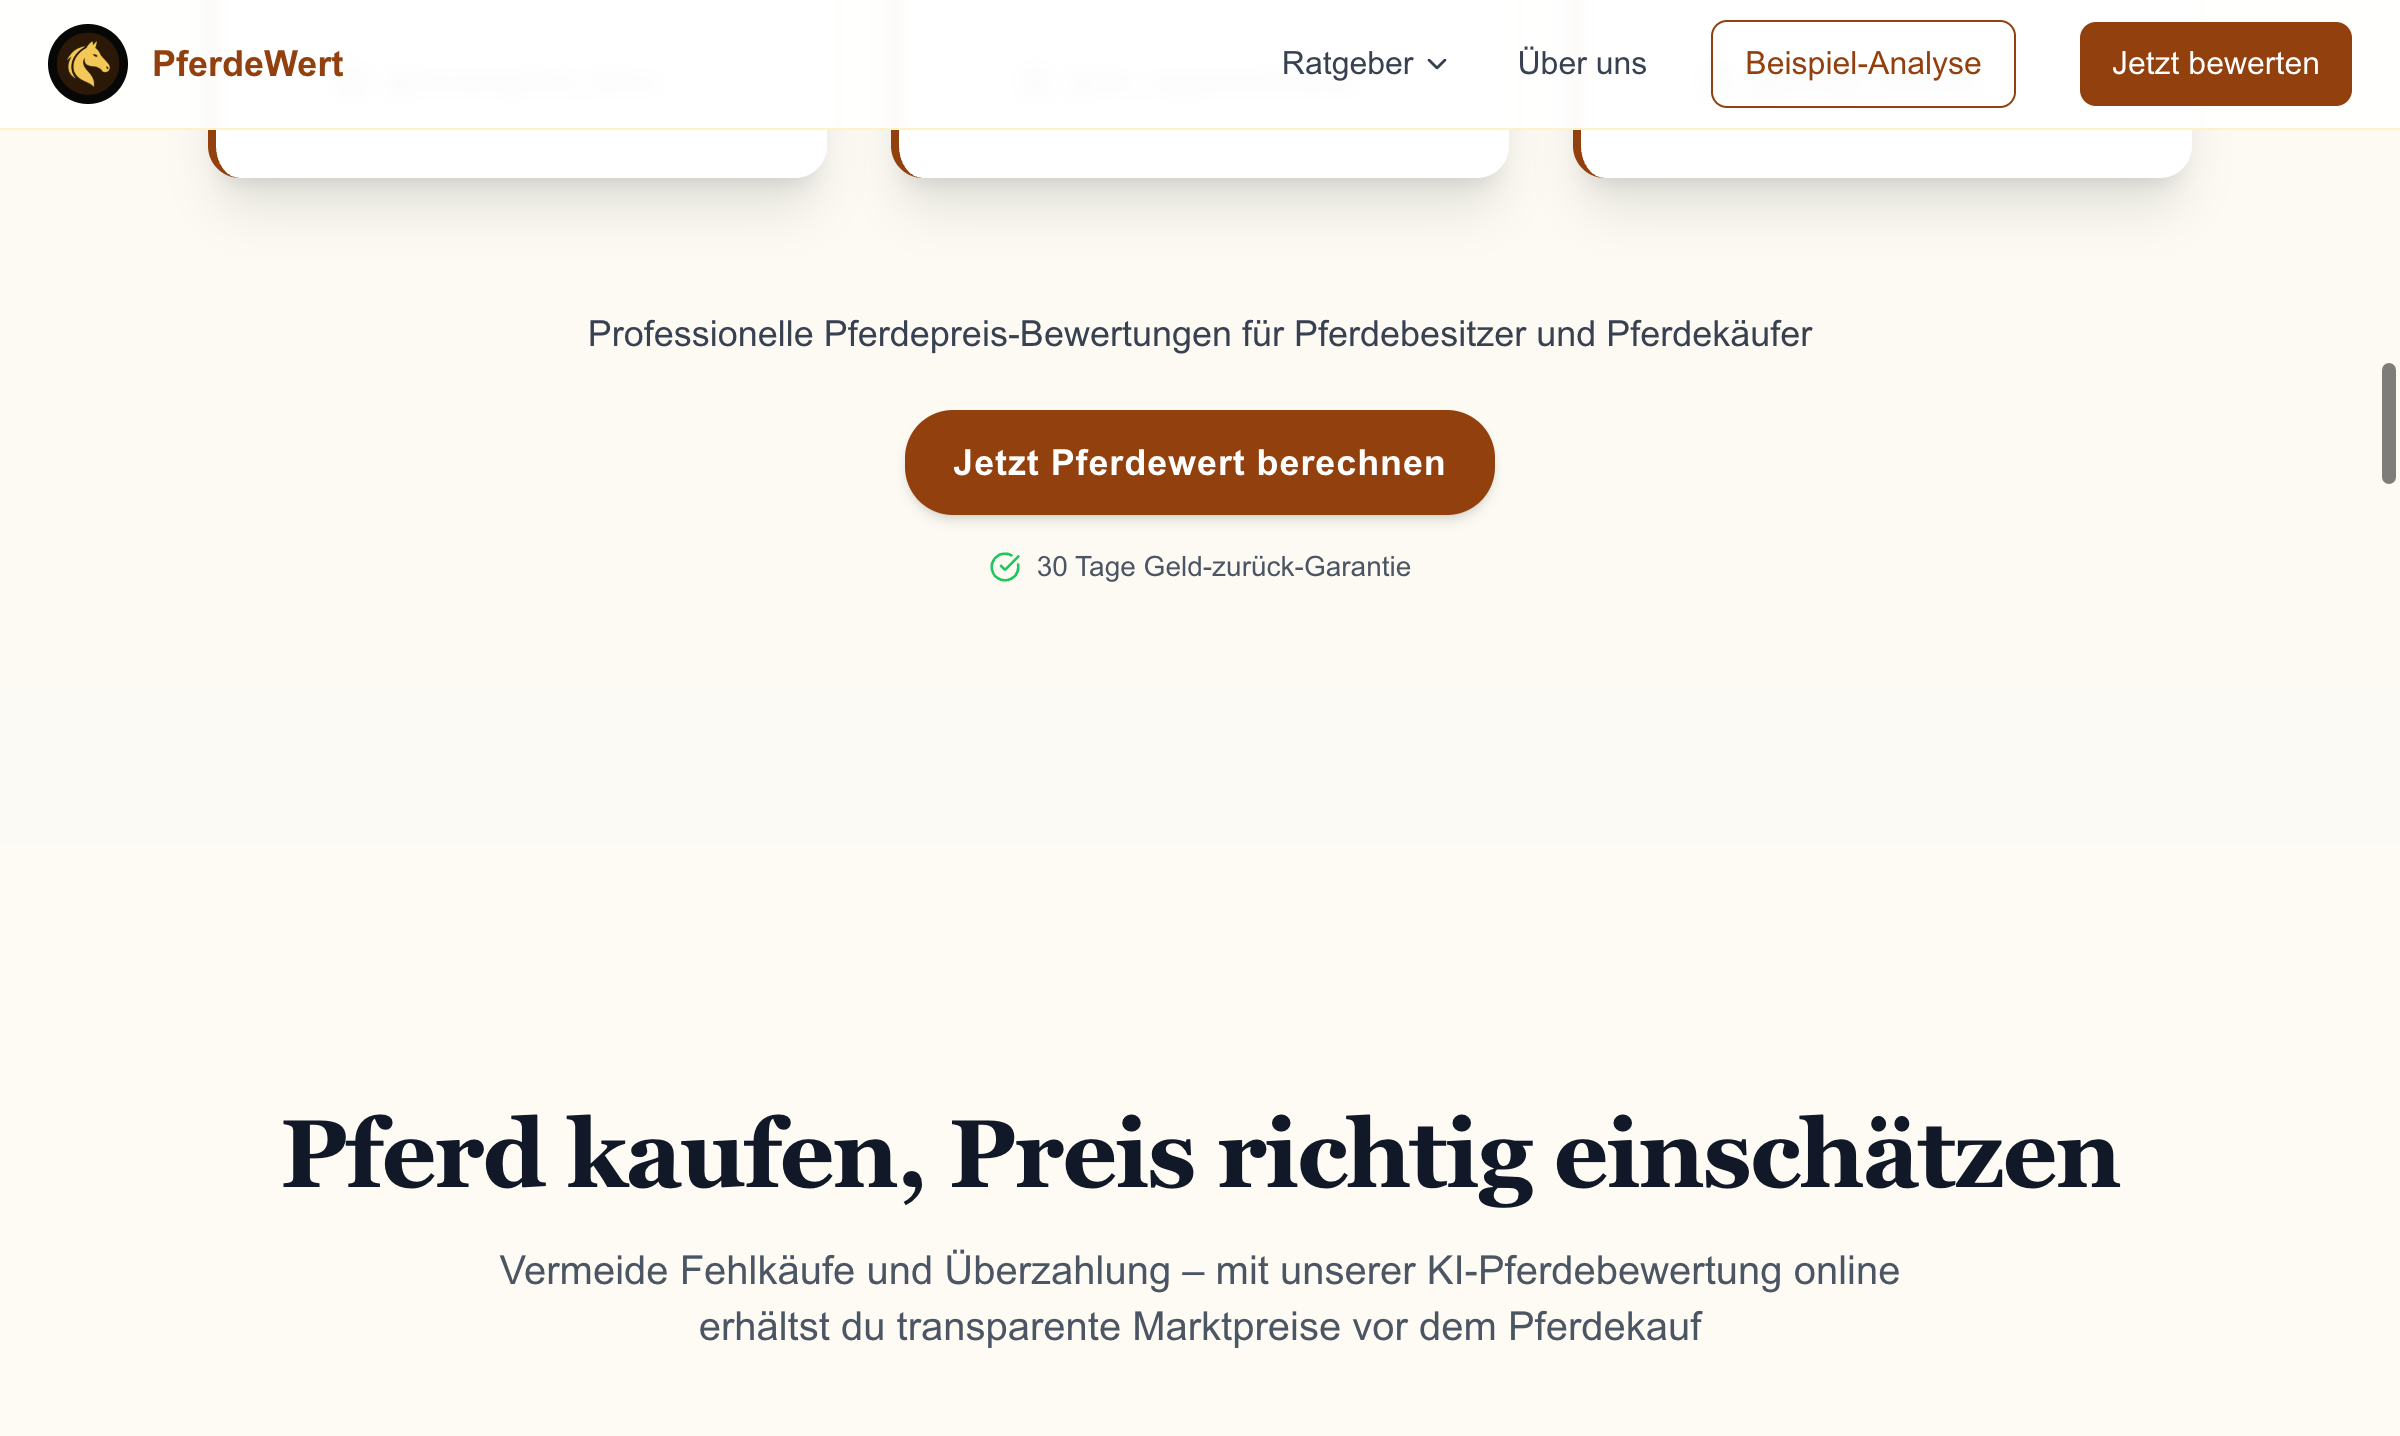 PferdeWert
Ratgeber
Über uns
Beispiel-Analyse
Jetzt bewerten
Professionelle Pferdepreis-Bewertungen für Pferdebesitzer und Pferdekäufer
Jetzt Pferdewert berechnen
30 Tage Geld-zurück-Garantie
Pferd kaufen, Preis richtig einschätzen
Vermeide Fehlkäufe und Überzahlung – mit unserer KI-Pferdebewertung online
erhältst du transparente Marktpreise vor dem Pferdekauf